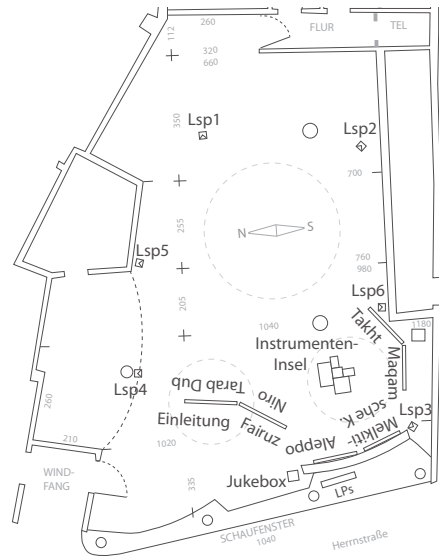 260
FLUR
TEL
112
320
660
350
Lsp1
Lsp2
700
255
N
S
Lsp5
760
980
Lsp6
205
1040
Takht
1180
Instrumenten-
Insel
Maqam
Lsp4
Tarab Dub
Niro
260
Einleitung
Fairuz
Aleppo
Melkiti-
sche K.
Lsp3
210
1020
WIND-
FANG
335
Jukebox
LPs
SCHAUFENSTER
1040
Herrnstraße